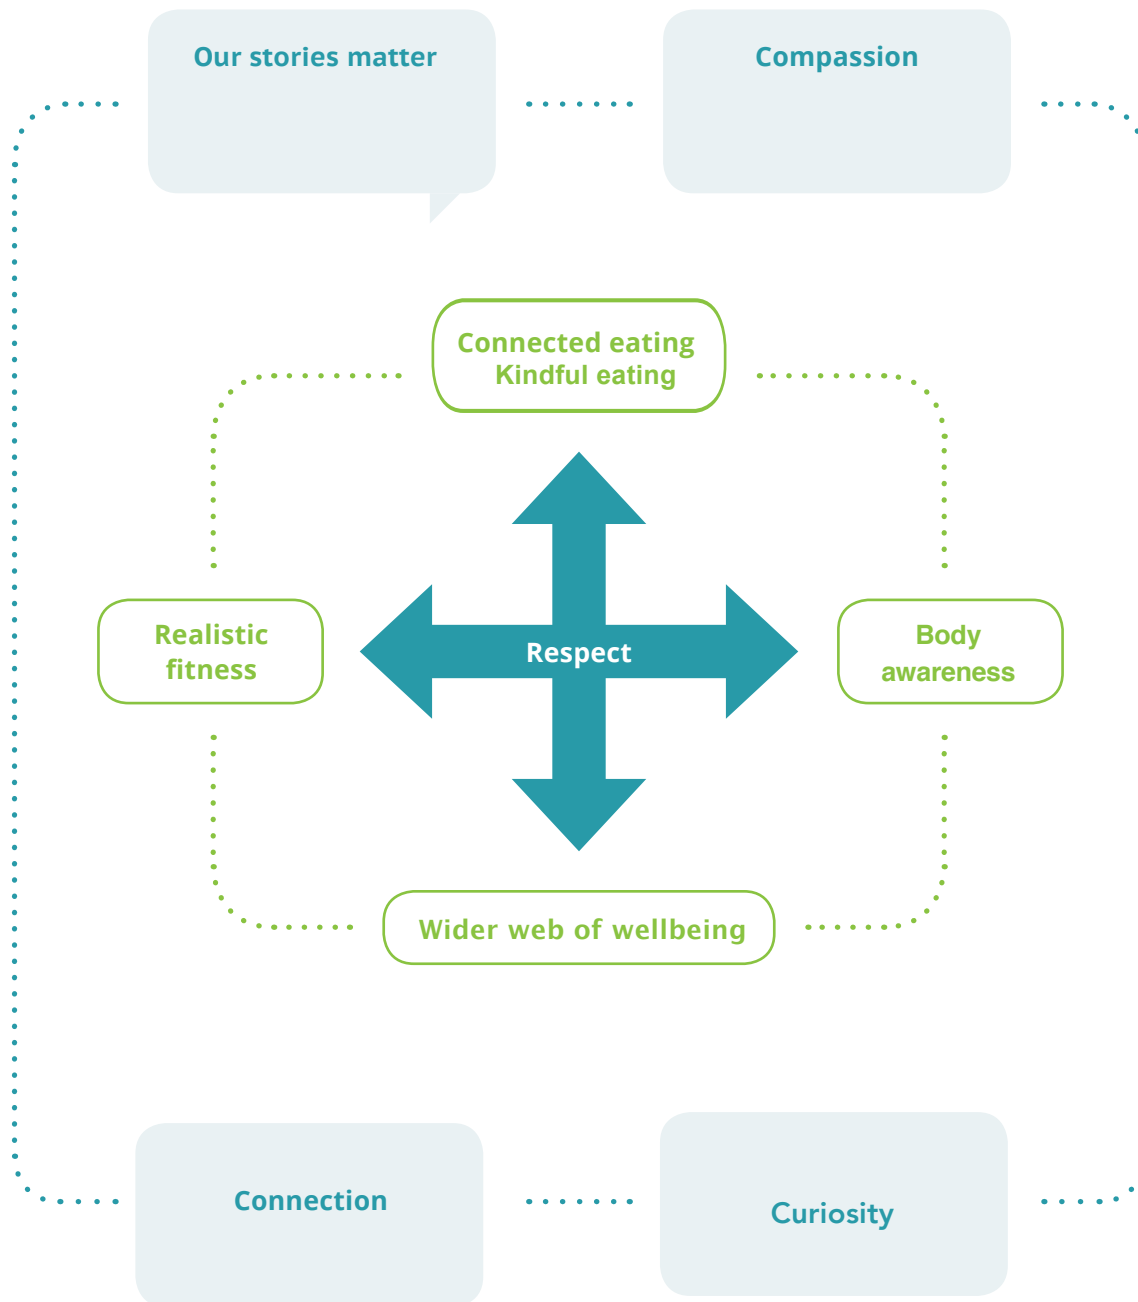 Our stories matter
Compassion
Connected eating
Kindful eating
Realistic
fitness
Respect
Body
awareness
Wider web of wellbeing
Connection
Curiosity